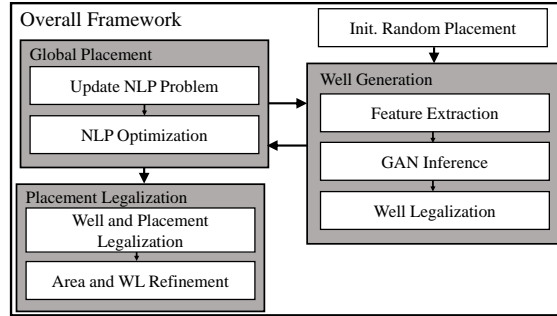 Overall Framework
Global Placement
Update NLP Problem
NLP Optimization
Placement Legalization
Well and Placement
Legalization
Area and WL Refinement
Init. Random Placement
Well Generation
Feature Extraction
GAN Inference
Well Legalization